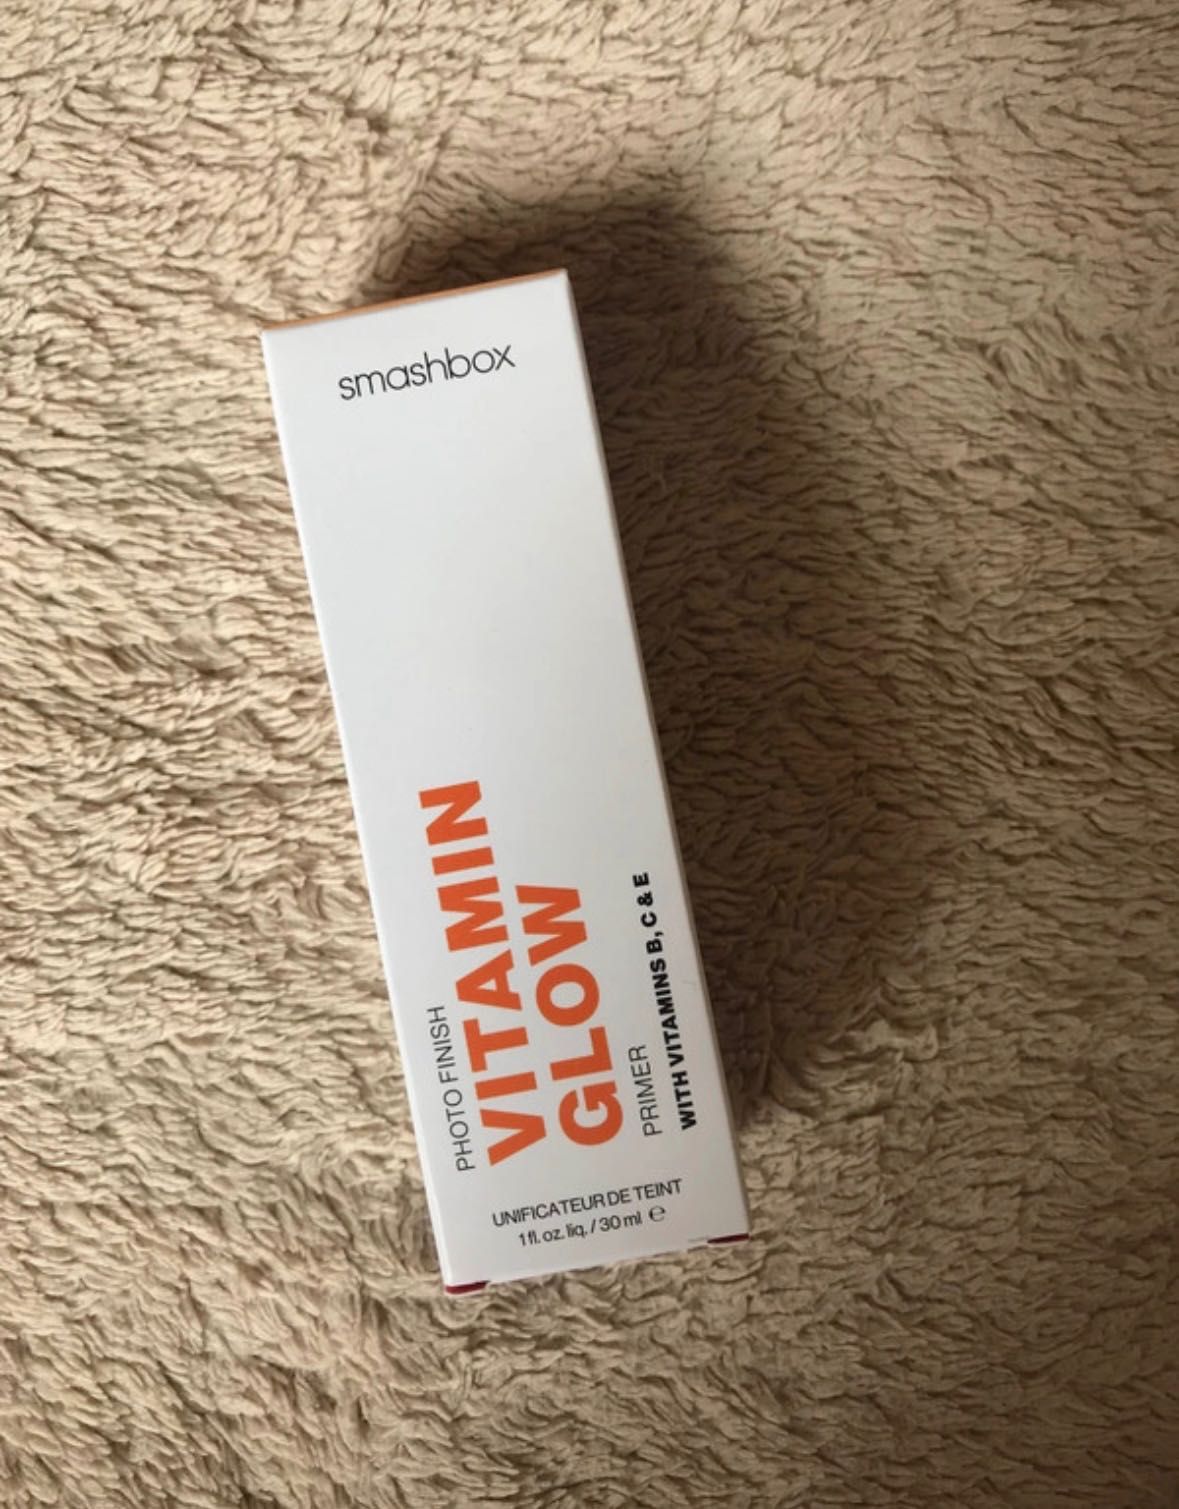 smashbox
PHOTO FINISH
VITAMIN
GLOW
PRIMER
WITH VITAMINS B, C & E
UNIFICATEUR DE TEINT
1 fl. oz. liq. / 30 ml ℮